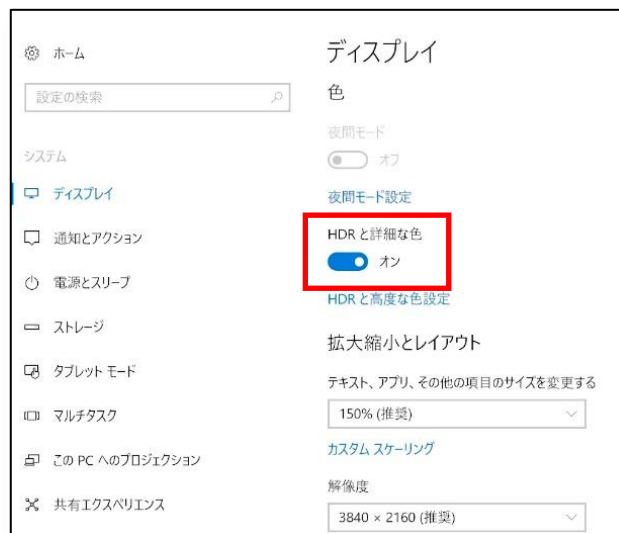 ホーム
設定の検索
システム
ディスプレイ
通知とアクション
電源とスリープ
ストレージ
タブレット モード
マルチタスク
この PC へのプロジェクション
共有エクスペリエンス
ディスプレイ
色
夜間モード
オフ
夜間モード設定
HDR と詳細な色
オン
HDR と高度な色設定
拡大縮小とレイアウト
テキスト、アプリ、その他の項目のサイズを変更する
150% (推奨)
カスタム スケーリング
解像度
3840 × 2160 (推奨)